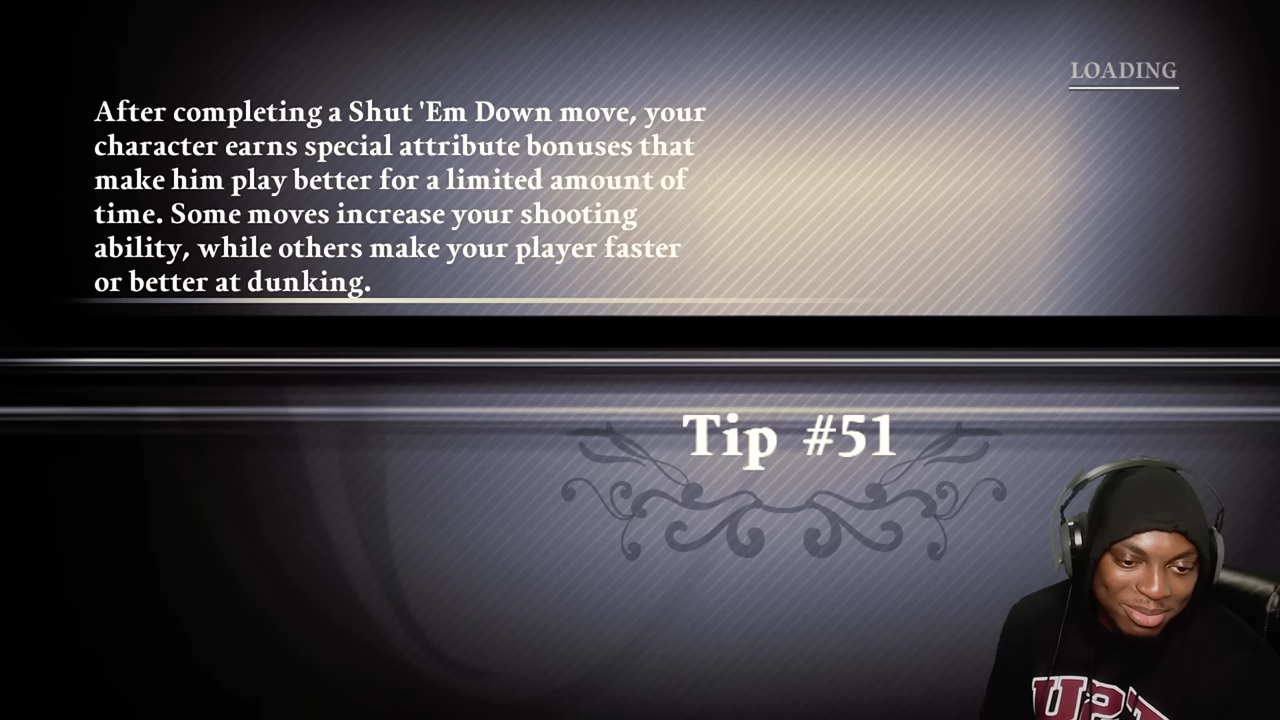 LOADING
After completing a Shut 'Em Down move, your
character earns special attribute bonuses that
make him play better for a limited amount of
time. Some moves increase your shooting
ability, while others make your player faster
or better at dunking.
Tip #51